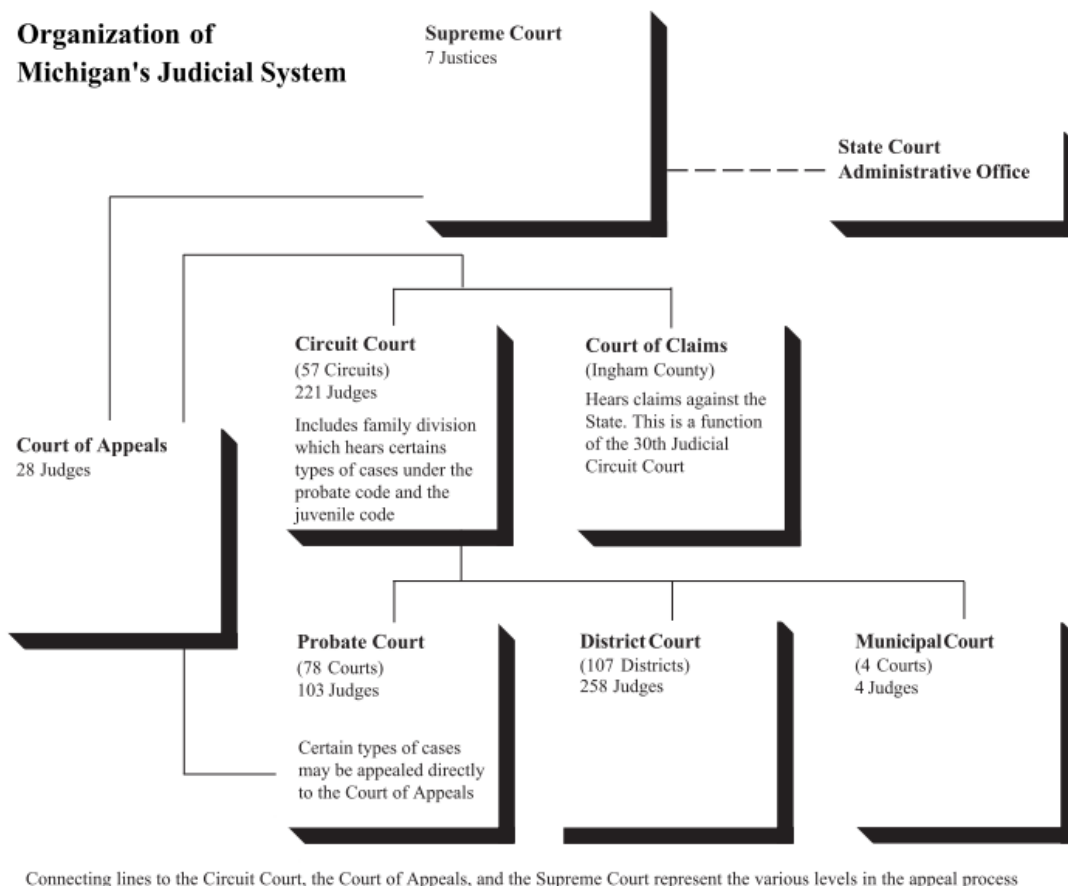 Organization of
Michigan's Judicial System
Supreme Court
7 Justices
State Court
Administrative Office
Circuit Court
(57 Circuits)
221 Judges
Includes family division
which hears certains
types of cases under the
probate code and the
juvenile code
Court of Claims
(Ingham County)
Hears claims against the
State. This is a function
of the 30th Judicial
Circuit Court
Court of Appeals
28 Judges
Probate Court
(78 Courts)
103 Judges
Certain types of cases
may be appealed directly
to the Court of Appeals
District Court
(107 Districts)
258 Judges
Municipal Court
(4 Courts)
4 Judges
Connecting lines to the Circuit Court, the Court of Appeals, and the Supreme Court represent the various levels in the appeal process